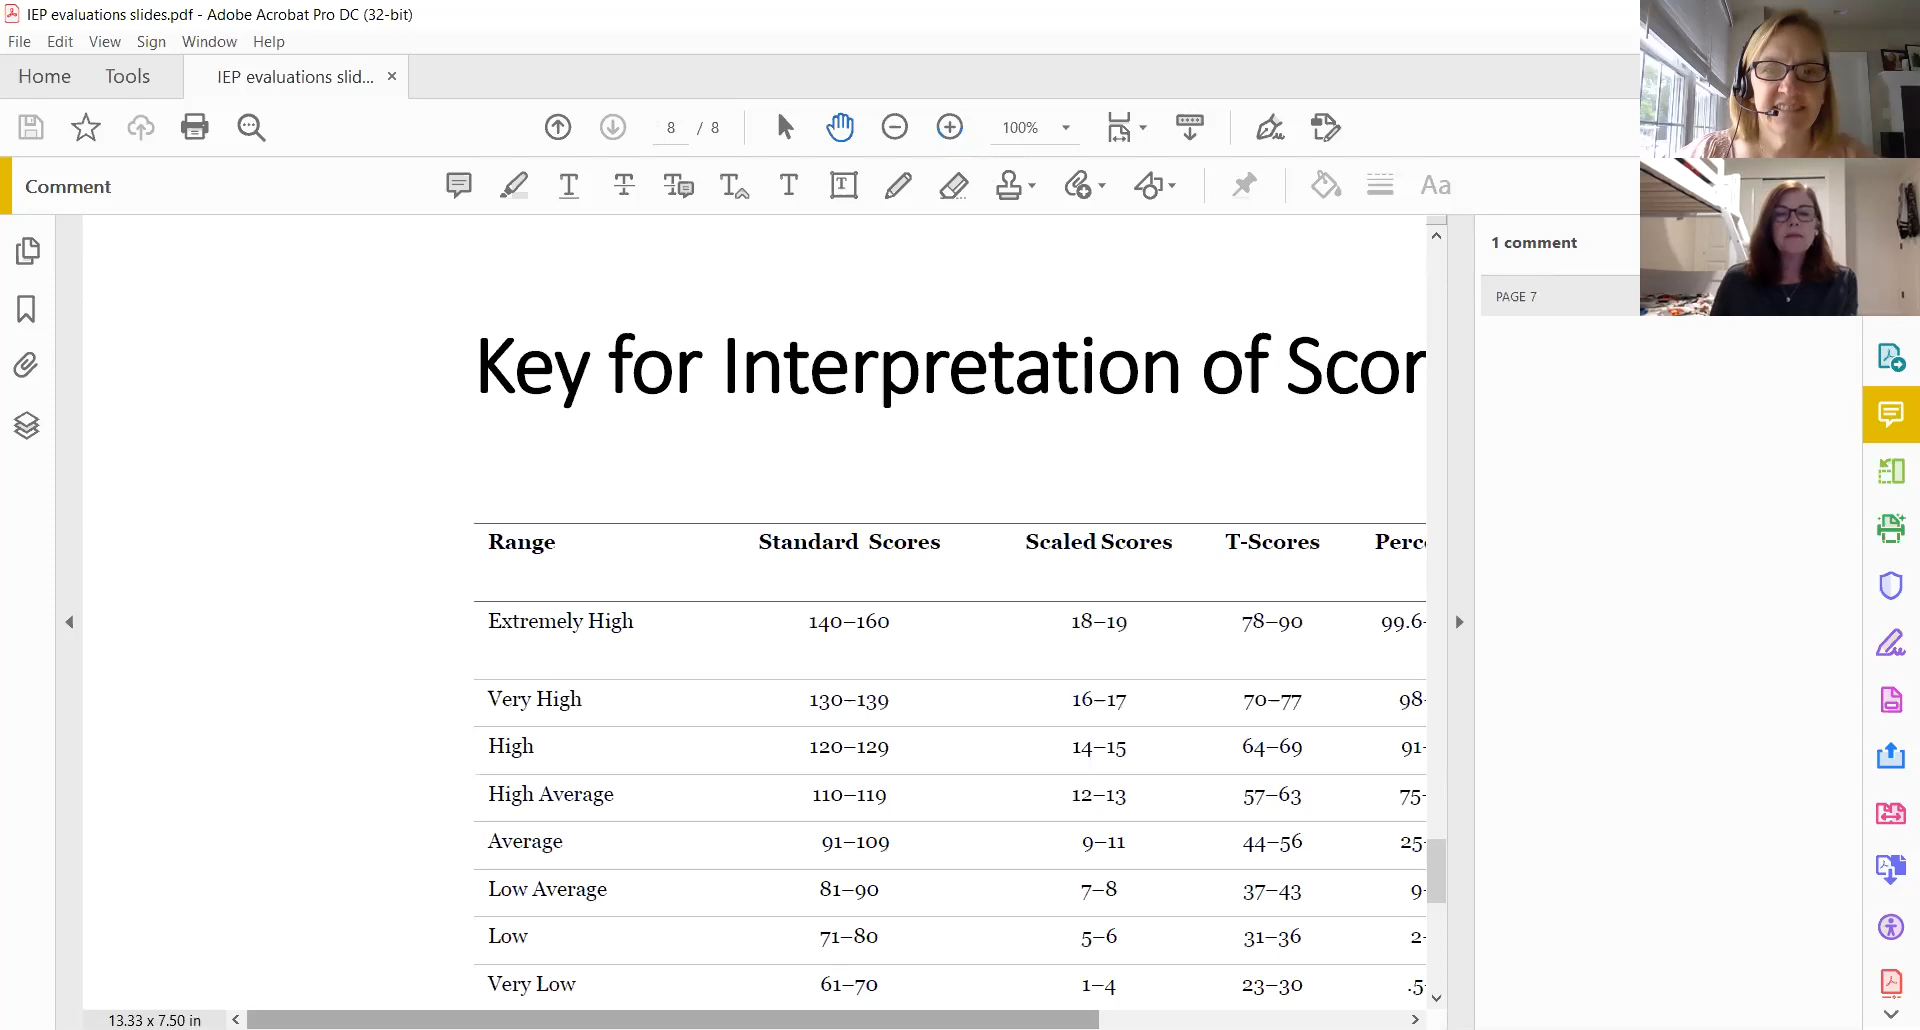 IEP evaluations slides.pdf - Adobe Acrobat Pro DC (32-bit)
File Edit View Sign Window Help
Home Tools IEP evaluations slid... ×
8 / 8 100%
Comment
Aa
1 comment
PAGE 7
Key for Interpretation of Scor
Range Standard Scores Scaled Scores T-Scores Perc
Extremely High 140–160 18–19 78–90 99.6-
Very High 130–139 16–17 70–77 98-
High 120–129 14–15 64–69 91-
High Average 110–119 12–13 57–63 75-
Average 91–109 9–11 44–56 25-
Low Average 81–90 7–8 37–43 9-
Low 71–80 5–6 31–36 2-
Very Low 61–70 1–4 23–30 .5-
13.33 x 7.50 in